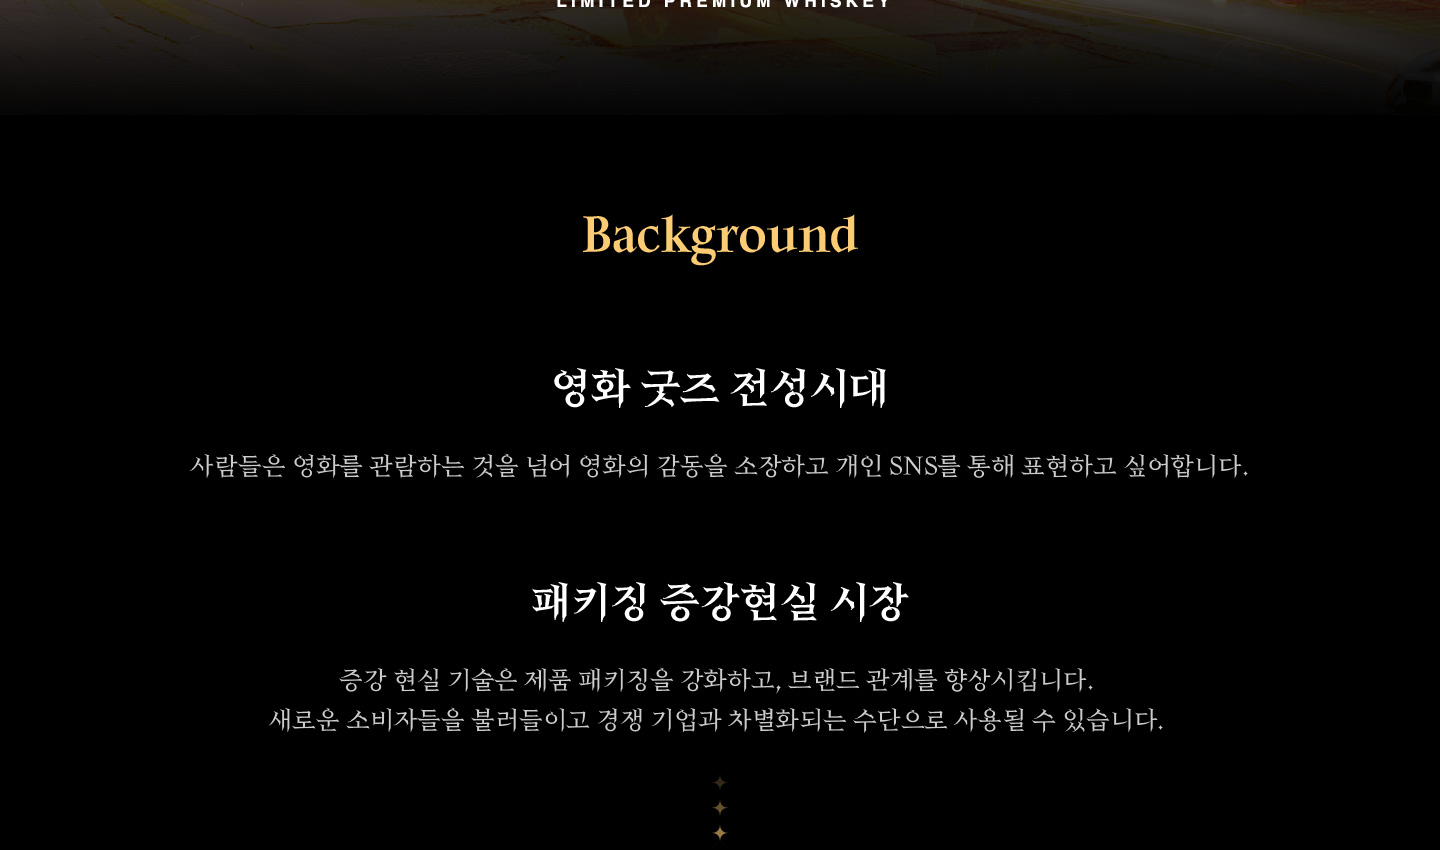 LIMITED PREMIUM WHISKEY
Background
영화 굿즈 전성시대
사람들은 영화를 관람하는 것을 넘어 영화의 감동을 소장하고 개인 SNS를 통해 표현하고 싶어합니다.
패키징 증강현실 시장
증강 현실 기술은 제품 패키징을 강화하고, 브랜드 관계를 향상시킵니다.
새로운 소비자들을 불러들이고 경쟁 기업과 차별화되는 수단으로 사용될 수 있습니다.